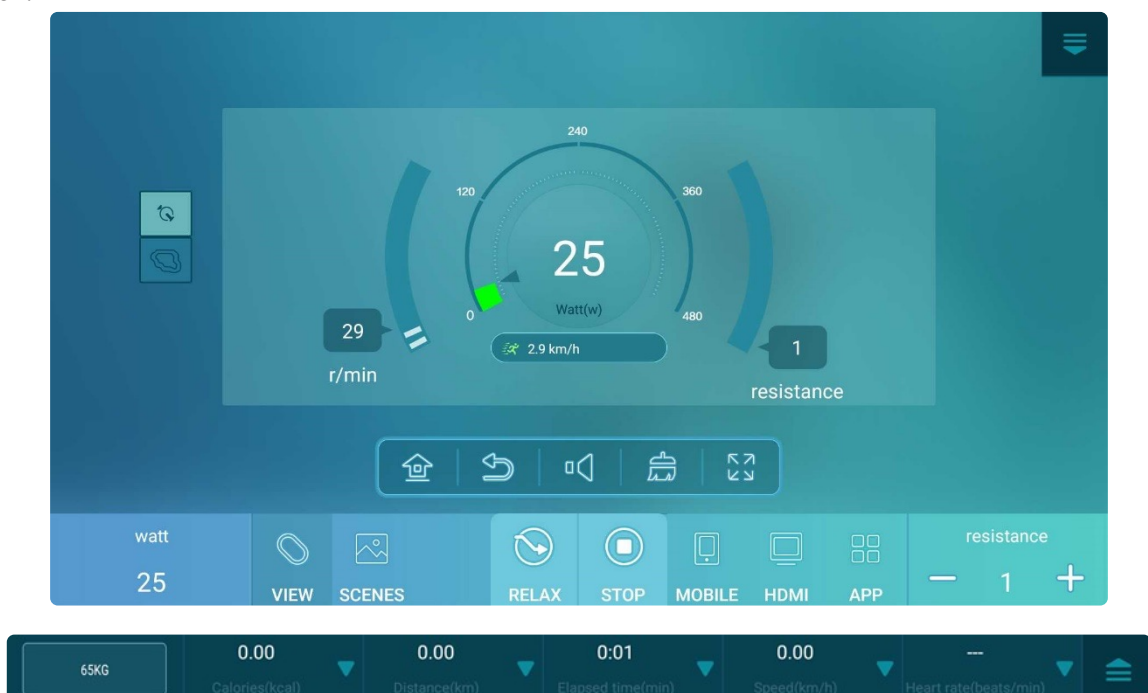 240
120
360
25
Watt(w)
0
480
29
r/min
2.9 km/h
1
resistance
watt
25
VIEW
SCENES
RELAX
STOP
MOBILE
HDMI
APP
resistance
1
65KG
0.00
Calories(kcal)
0.00
Distance(km)
0:01
Elapsed time(min)
0.00
Speed(km/h)
---
Heart rate(beats/min)